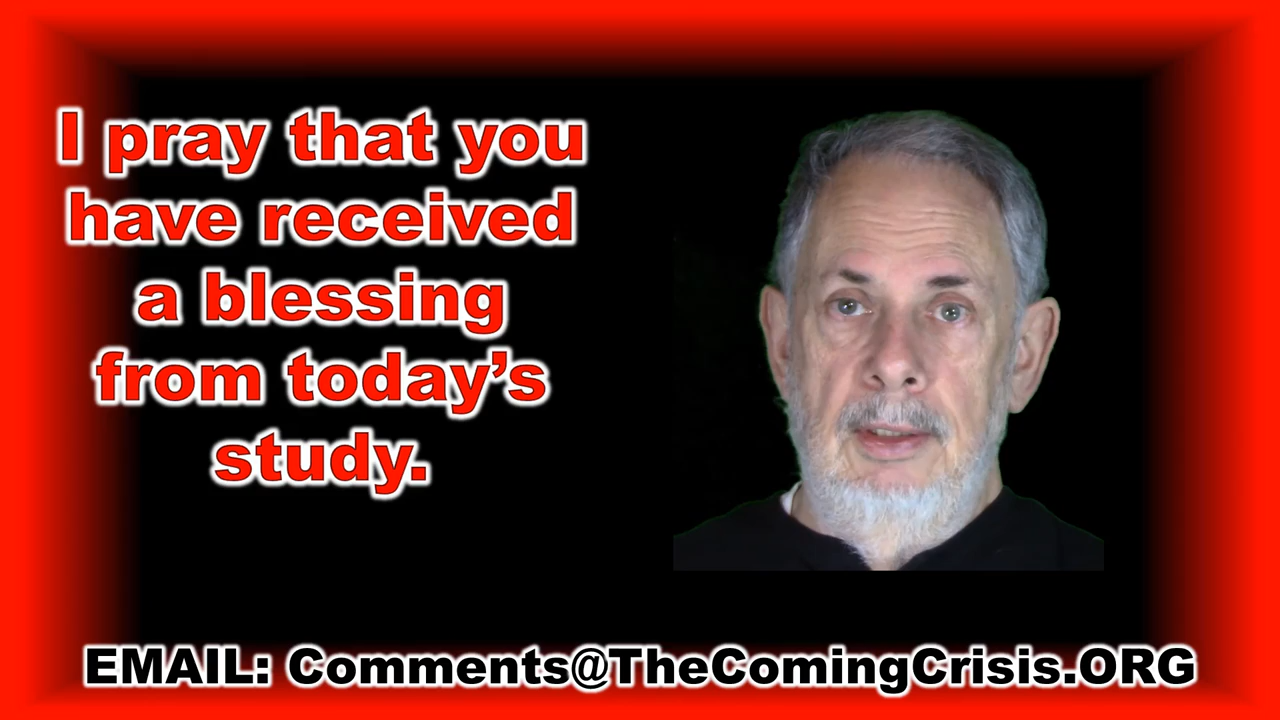 I pray that you
have received
a blessing
from today's
study.
EMAIL: Comments@TheComingCrisis.ORG